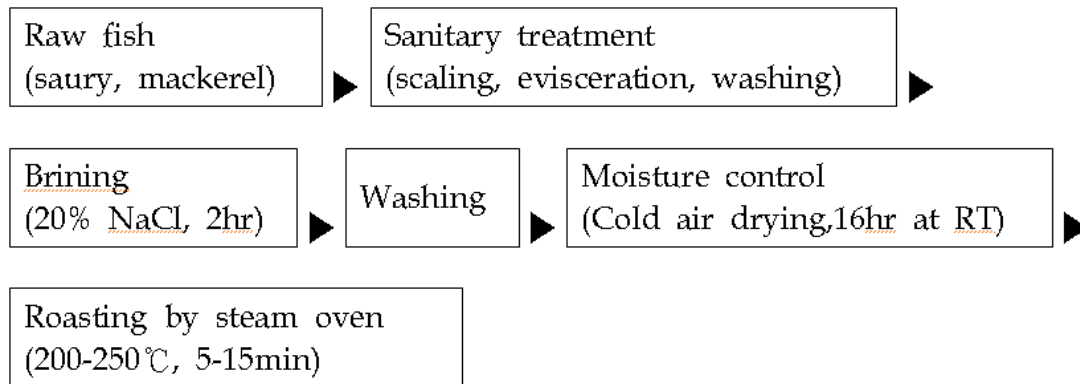 Raw fish
(saury, mackerel)
Sanitary treatment
(scaling, evisceration, washing)
Brining
(20% NaCl, 2hr)
Washing
Moisture control
(Cold air drying,16hr at RT)
Roasting by steam oven
(200-250℃, 5-15min)